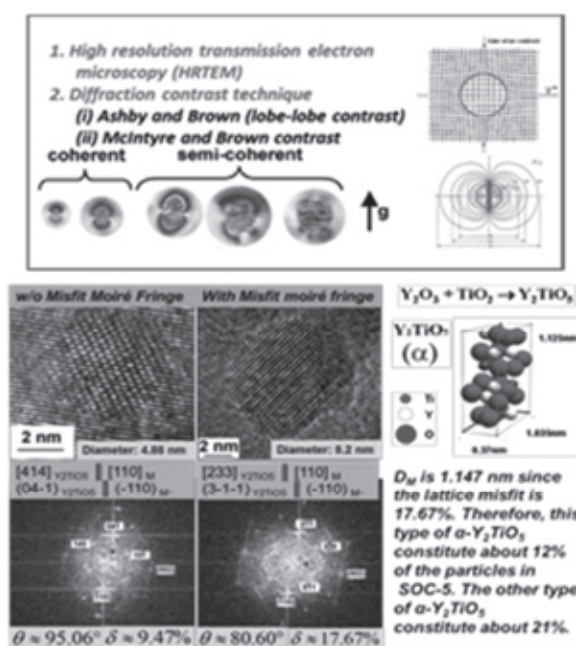 1. High resolution transmission electron
microscopy (HRTEM)
2. Diffraction contrast technique
(i) Ashby and Brown (lobe-lobe contrast)
(ii) McIntyre and Brown contrast
coherent
semi-coherent
g
w/o Misfit Moiré Fringe
With Misfit moiré fringe
2 nm
Diameter: 4.88 nm
2 nm
Diameter: 8.2 nm
Y₂O₃ + TiO₂ → Y₂TiO₅
Y₂TiO₅
(α)
1.125nm
Ti
Y
O
1.035nm
0.37nm
[414] Y2TiO5 || [110] M
(04-1) Y2TiO5 || (-110) M-
[233] Y2TiO5 || [110] M
(3-1-1) Y2TiO5 || (-110) M-
θ ≈ 95.06° δ ≈ 9.47%
θ ≈ 80.60° δ ≈ 17.67%
D_M is 1.147 nm since
the lattice misfit is
17.67%. Therefore, this
type of α-Y₂TiO₅
constitute about 12%
of the particles in
SOC-5. The other type
of α-Y₂TiO₅
constitute about 21%.